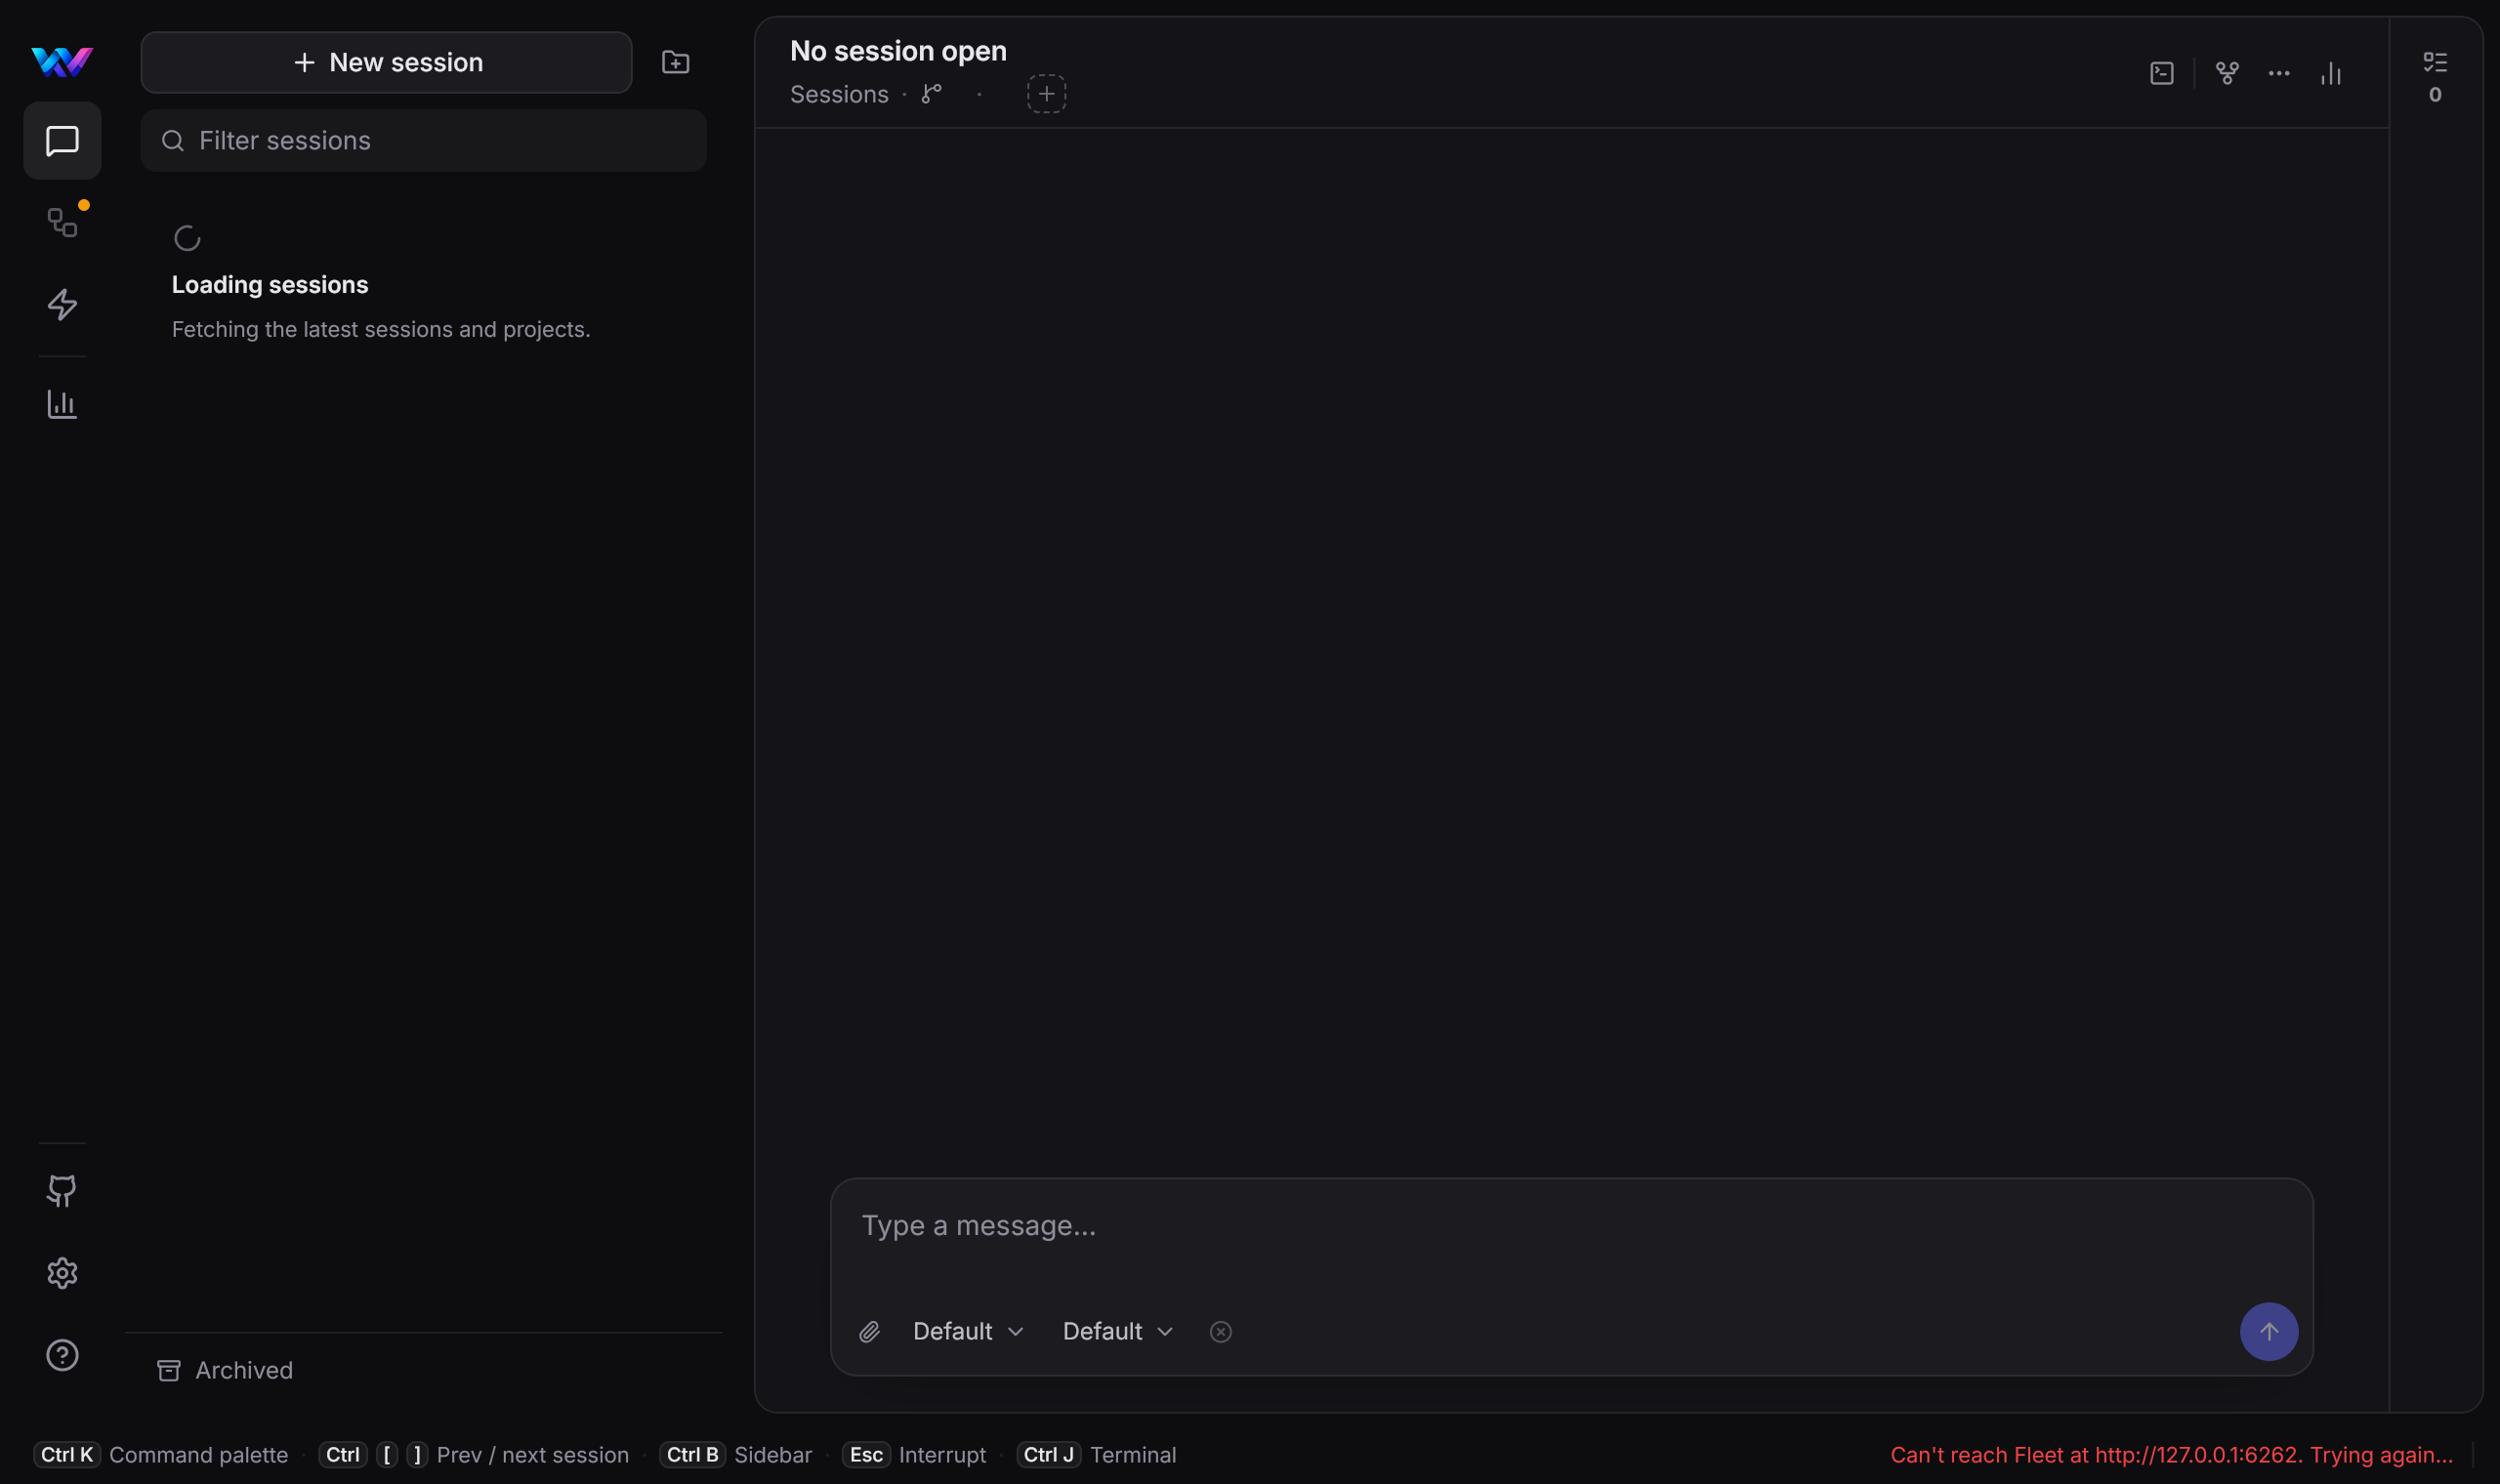 New session
Filter sessions
Loading sessions
Fetching the latest sessions and projects.
Archived
No session open
Sessions · ·
0
Type a message...
Default Default
Ctrl K Command palette · Ctrl [ ] Prev / next session · Ctrl B Sidebar · Esc Interrupt · Ctrl J Terminal
Can't reach Fleet at http://127.0.0.1:6262. Trying again...